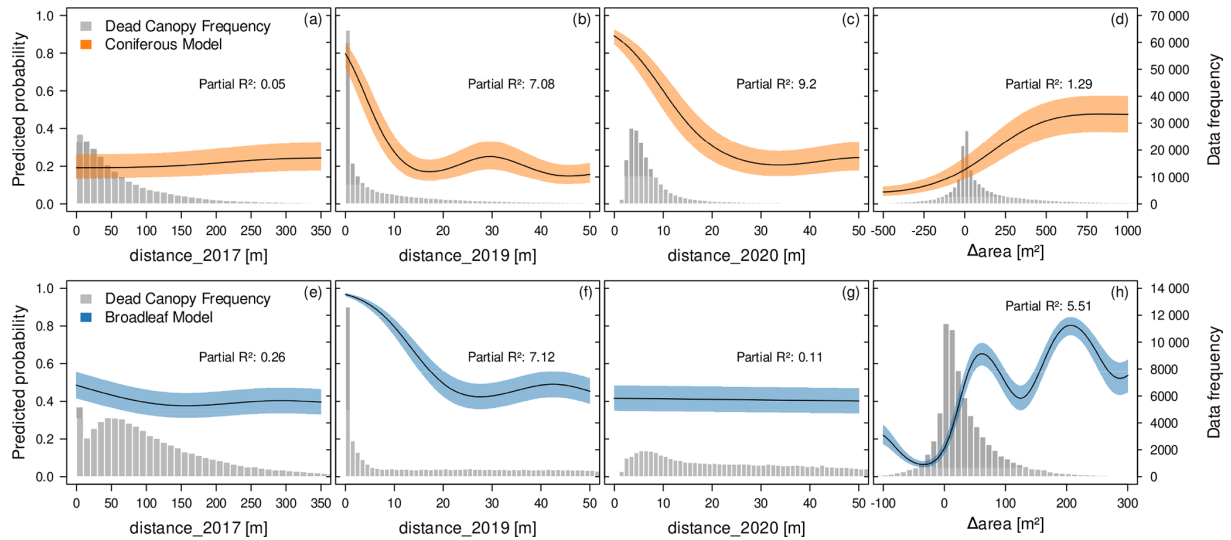 (a)
Dead Canopy Frequency
Coniferous Model
Partial R²: 0.05
(b)
Partial R²: 7.08
(c)
Partial R²: 9.2
(d)
Partial R²: 1.29
Predicted probability
1.0
0.8
0.6
0.4
0.2
0.0
70 000
60 000
50 000
40 000
30 000
20 000
10 000
0
Data frequency
0 50 100 150 200 250 300 350
distance_2017 [m]
0 10 20 30 40 50
distance_2019 [m]
0 10 20 30 40 50
distance_2020 [m]
-500 -250 0 250 500 750 1000
Δarea [m²]
(e)
Dead Canopy Frequency
Broadleaf Model
Partial R²: 0.26
(f)
Partial R²: 7.12
(g)
Partial R²: 0.11
(h)
Partial R²: 5.51
Predicted probability
1.0
0.8
0.6
0.4
0.2
0.0
14 000
12 000
10 000
8000
6000
4000
2000
0
Data frequency
0 50 100 150 200 250 300 350
distance_2017 [m]
0 10 20 30 40 50
distance_2019 [m]
0 10 20 30 40 50
distance_2020 [m]
-100 0 100 200 300
Δarea [m²]